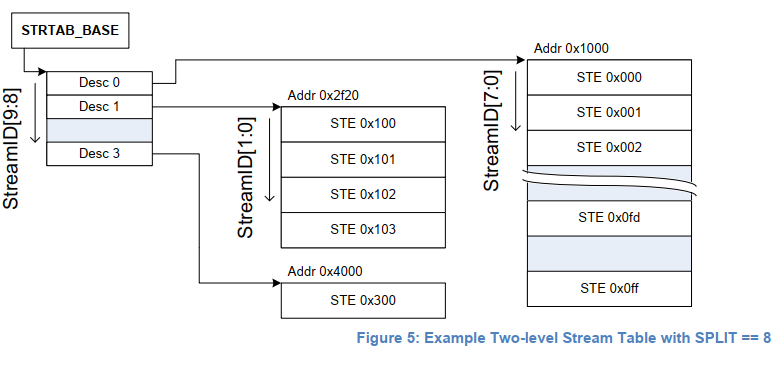 STRTAB_BASE
StreamID[9:8]
Desc 0
Desc 1
Desc 3
Addr 0x2f20
StreamID[1:0]
STE 0x100
STE 0x101
STE 0x102
STE 0x103
Addr 0x4000
STE 0x300
Addr 0x1000
StreamID[7:0]
STE 0x000
STE 0x001
STE 0x002
STE 0x0fd
STE 0x0ff
Figure 5: Example Two-level Stream Table with SPLIT == 8